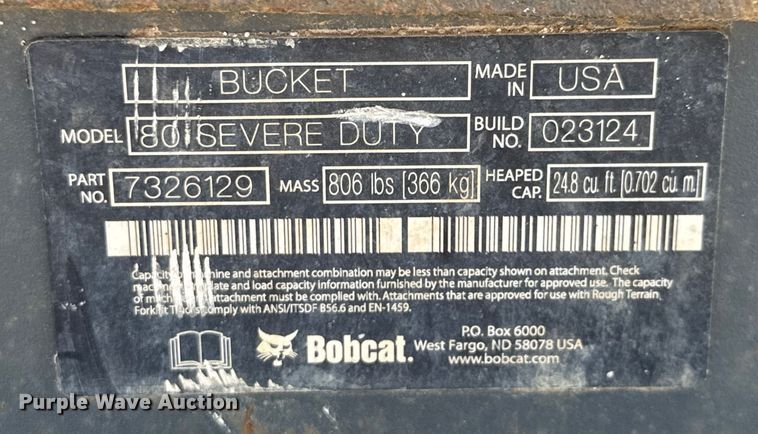 BUCKET MADE IN USA
MODEL 80 SEVERE DUTY BUILD NO. 023124
PART NO. 7326129 MASS 806 lbs [366 kg] HEAPED CAP. 24.8 cu. ft. [0.702 cu. m]
Capacity of machine and attachment combination may be less than capacity shown on attachment. Check
machine plate and load capacity information furnished by the manufacturer for approved use. The capacity
of machine attachment must be complied with. Attachments that are approved for use with Rough Terrain
Forklift Trucks comply with ANSI/ITSDF B56.6 and EN-1459.
Bobcat.
P.O. Box 6000
West Fargo, ND 58078 USA
www.bobcat.com
Purple Wave Auction